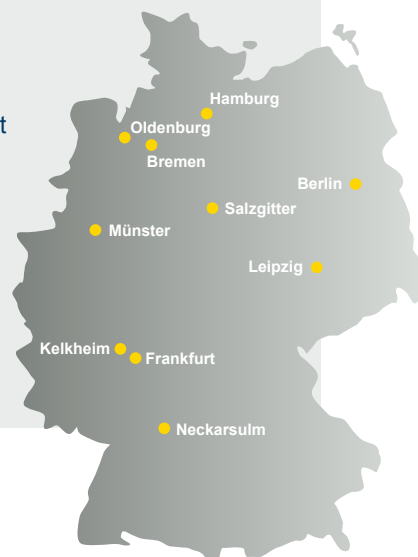 Hamburg
t
Oldenburg
Bremen
Berlin
Salzgitter
Münster
Leipzig
Kelkheim
Frankfurt
Neckarsulm